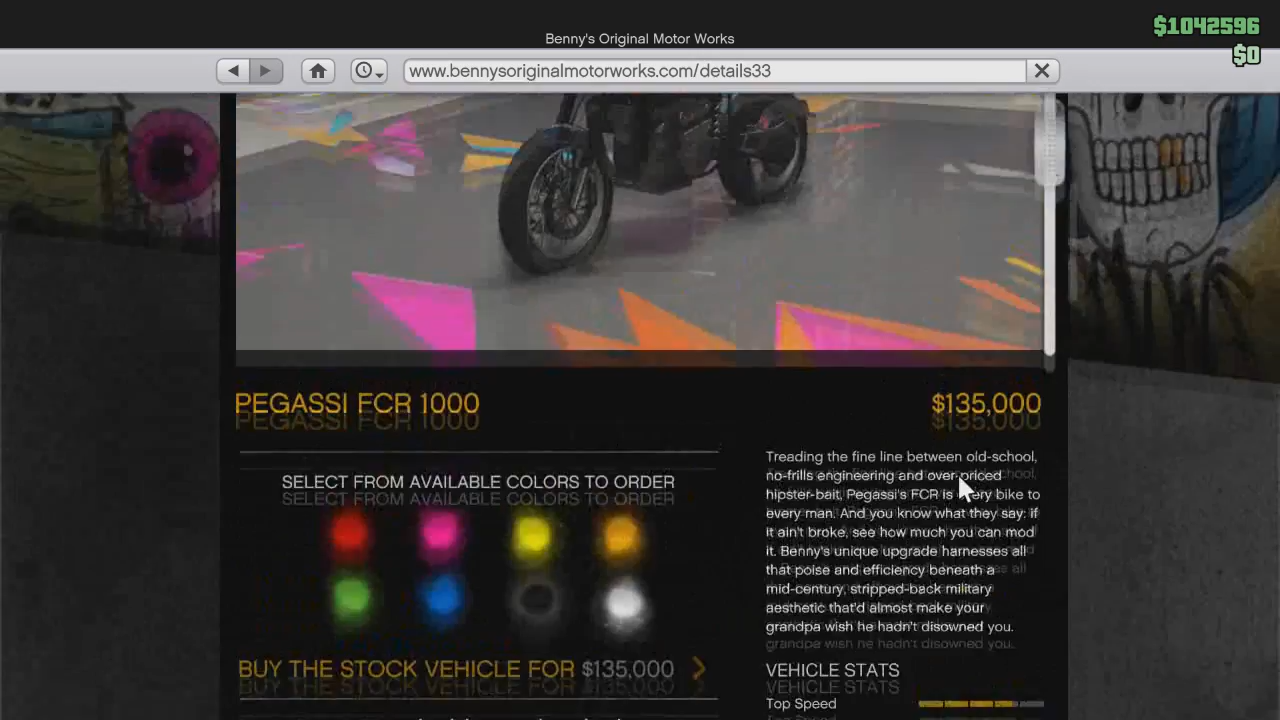 $1042596
Benny's Original Motor Works
$0
www.bennysoriginalmotorworks.com/details33
PEGASSI FCR 1000
$135,000
SELECT FROM AVAILABLE COLORS TO ORDER
BUY THE STOCK VEHICLE FOR $135,000
Treading the fine line between old-school,
no-frills engineering and over priced
hipster-bait, Pegassi's FCR is every bike to
every man. And you know what they say: if
it ain't broke, see how much you can mod
it. Benny's unique upgrade harnesses all
that poise and efficiency beneath a
mid-century, stripped-back military
aesthetic that'd almost make your
grandpa wish he hadn't disowned you.
VEHICLE STATS
Top Speed